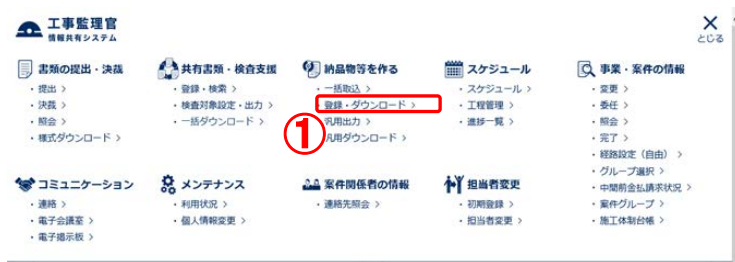 工事監理官
情報共有システム
とじる
書類の提出・決裁
・提出 >
・決裁 >
・照会 >
・様式ダウンロード >
共有書類・検査支援
・登録・検索 >
・検査対象設定・出力 >
・一括ダウンロード >
納品物等を作る
・一括取込 >
・登録・ダウンロード >
・汎用出力 >
汎用ダウンロード >
①
スケジュール
・スケジュール >
・工程管理 >
・進捗一覧 >
事業・案件の情報
・変更 >
・委任 >
・照会 >
・完了 >
・経路設定（自由） >
・グループ選択 >
・中間前金払請求状況 >
・案件グループ >
・施工体制台帳 >
コミュニケーション
・連絡 >
・電子会議室 >
・電子掲示板 >
メンテナンス
・利用状況 >
・個人情報変更 >
案件関係者の情報
・連絡先照会 >
担当者変更
・初期登録 >
・担当者変更 >